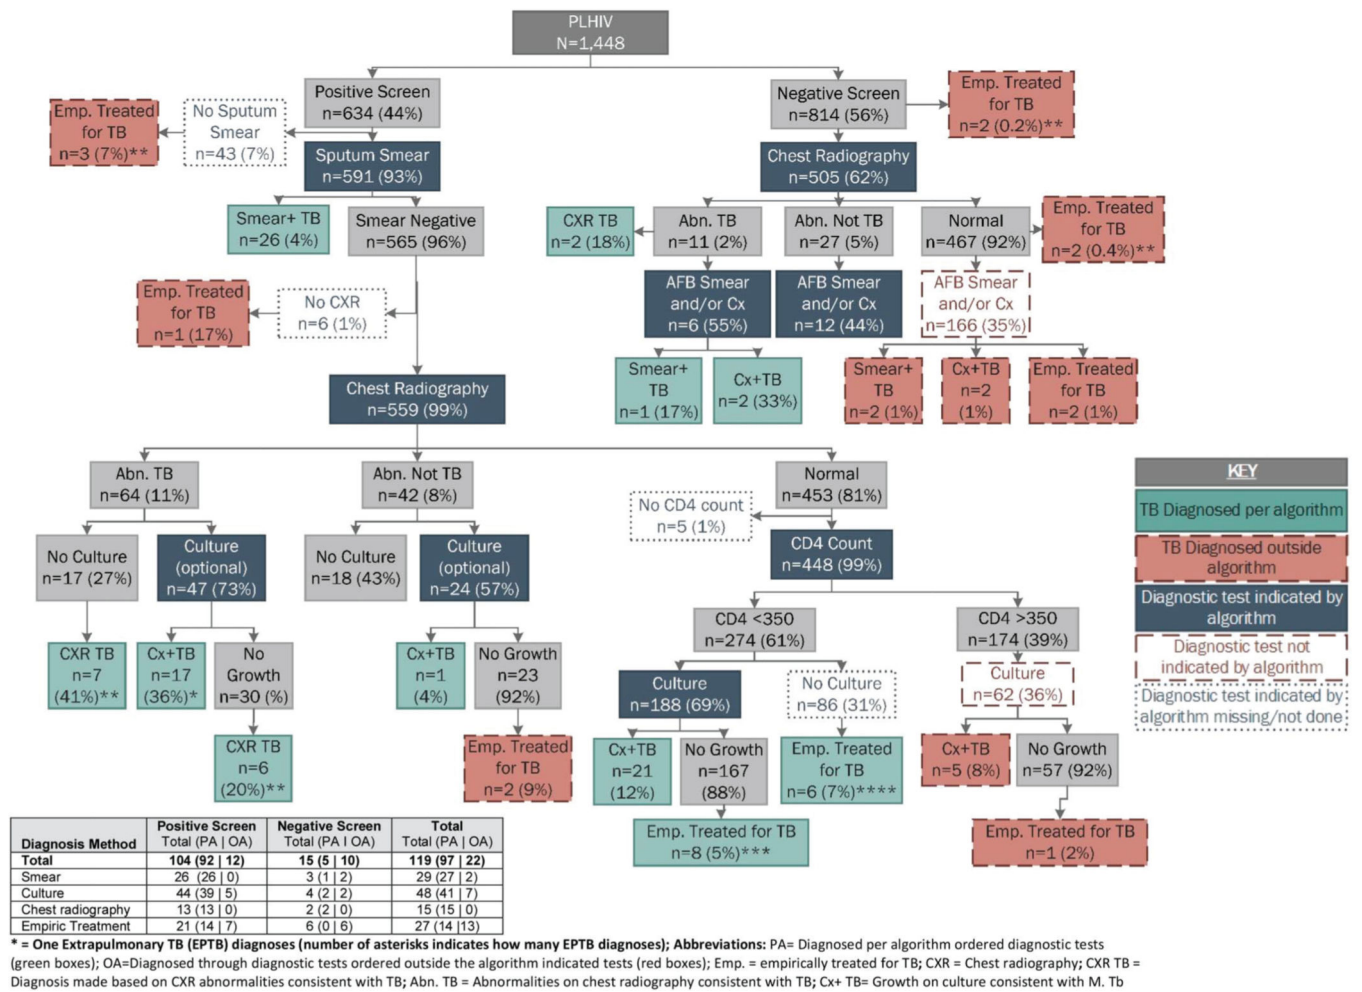 PLHIV
N=1,448
Positive Screen
n=634 (44%)
Negative Screen
n=814 (56%)
Emp. Treated
for TB
n=2 (0.2%)**
Emp. Treated
for TB
n=3 (7%)**
No Sputum
Smear
n=43 (7%)
Sputum Smear
n=591 (93%)
Chest Radiography
n=505 (62%)
Smear+ TB
n=26 (4%)
Smear Negative
n=565 (96%)
CXR TB
n=2 (18%)
Abn. TB
n=11 (2%)
Abn. Not TB
n=27 (5%)
Normal
n=467 (92%)
Emp. Treated
for TB
n=2 (0.4%)**
Emp. Treated
for TB
n=1 (17%)
No CXR
n=6 (1%)
AFB Smear
and/or Cx
n=6 (55%)
AFB Smear
and/or Cx
n=12 (44%)
AFB Smear
and/or Cx
n=166 (35%)
Smear+
TB
n=1 (17%)
Cx+TB
n=2 (33%)
Smear+
TB
n=2 (1%)
Cx+TB
n=2
(1%)
Emp. Treated
for TB
n=2 (1%)
Chest Radiography
n=559 (99%)
Abn. TB
n=64 (11%)
Abn. Not TB
n=42 (8%)
Normal
n=453 (81%)
No CD4 count
n=5 (1%)
CD4 Count
n=448 (99%)
No Culture
n=17 (27%)
Culture
(optional)
n=47 (73%)
No Culture
n=18 (43%)
Culture
(optional)
n=24 (57%)
CD4 <350
n=274 (61%)
CD4 >350
n=174 (39%)
CXR TB
n=7
(41%)**
Cx+TB
n=17
(36%)*
No
Growth
n=30 (%)
Cx+TB
n=1
(4%)
No Growth
n=23
(92%)
Culture
n=188 (69%)
No Culture
n=86 (31%)
Culture
n=62 (36%)
CXR TB
n=6
(20%)**
Emp. Treated
for TB
n=2 (9%)
Cx+TB
n=21
(12%)
No Growth
n=167
(88%)
Emp. Treated
for TB
n=6 (7%)****
Cx+TB
n=5 (8%)
No Growth
n=57 (92%)
Emp. Treated for TB
n=8 (5%)***
Emp. Treated for TB
n=1 (2%)
KEY
TB Diagnosed per algorithm
TB Diagnosed outside
algorithm
Diagnostic test indicated by
algorithm
Diagnostic test not
indicated by algorithm
Diagnostic test indicated by
algorithm missing/not done
Positive Screen Negative Screen Total
Diagnosis Method Total (PA | OA) Total (PA I OA) Total (PA | OA)
Total 104 (92 | 12) 15 (5 | 10) 119 (97 | 22)
Smear 26 (26 | 0) 3 (1 | 2) 29 (27 | 2)
Culture 44 (39 | 5) 4 (2 | 2) 48 (41 | 7)
Chest radiography 13 (13 | 0) 2 (2 | 0) 15 (15 | 0)
Empiric Treatment 21 (14 | 7) 6 (0 | 6) 27 (14 |13)
* = One Extrapulmonary TB (EPTB) diagnoses (number of asterisks indicates how many EPTB diagnoses); Abbreviations: PA= Diagnosed per algorithm ordered diagnostic tests
(green boxes); OA=Diagnosed through diagnostic tests ordered outside the algorithm indicated tests (red boxes); Emp. = empirically treated for TB; CXR = Chest radiography; CXR TB =
Diagnosis made based on CXR abnormalities consistent with TB; Abn. TB = Abnormalities on chest radiography consistent with TB; Cx+ TB= Growth on culture consistent with M. Tb